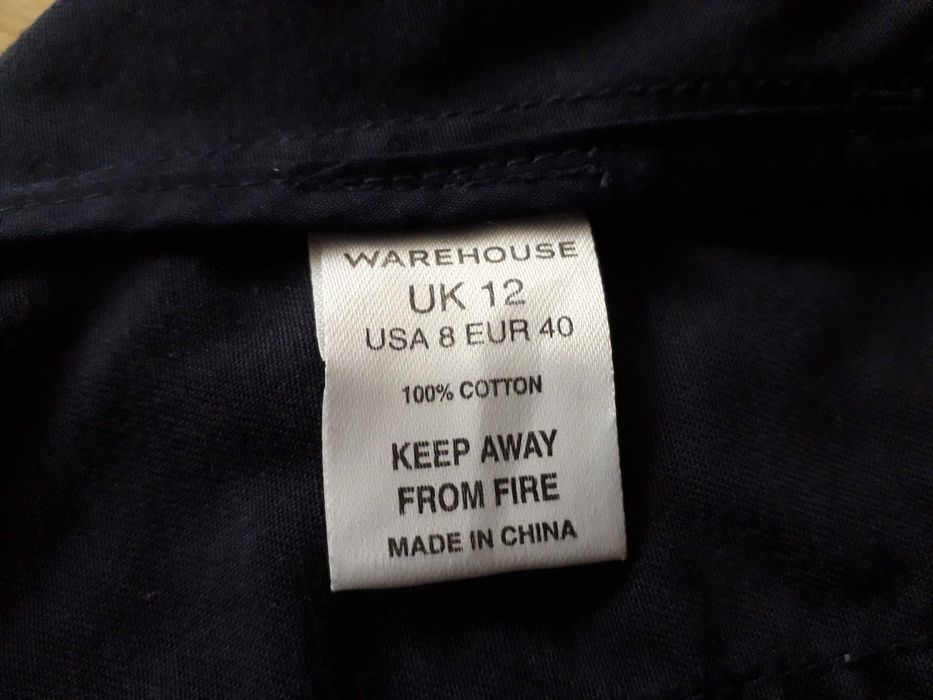 WAREHOUSE
UK 12
USA 8 EUR 40
100% COTTON
KEEP AWAY
FROM FIRE
MADE IN CHINA